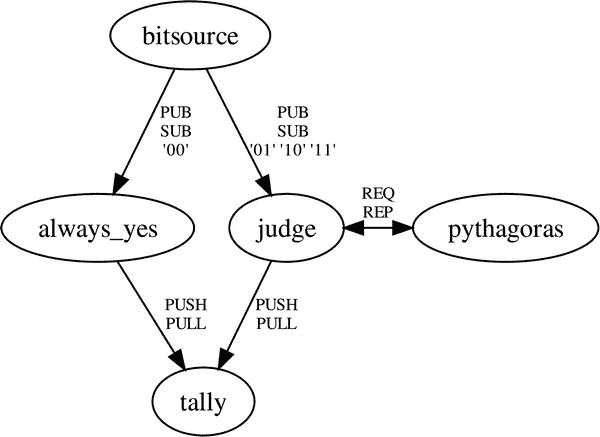 bitsource
PUB
SUB
'00'
PUB
SUB
'01' '10' '11'
always_yes
judge
REQ
REP
pythagoras
PUSH
PULL
PUSH
PULL
tally